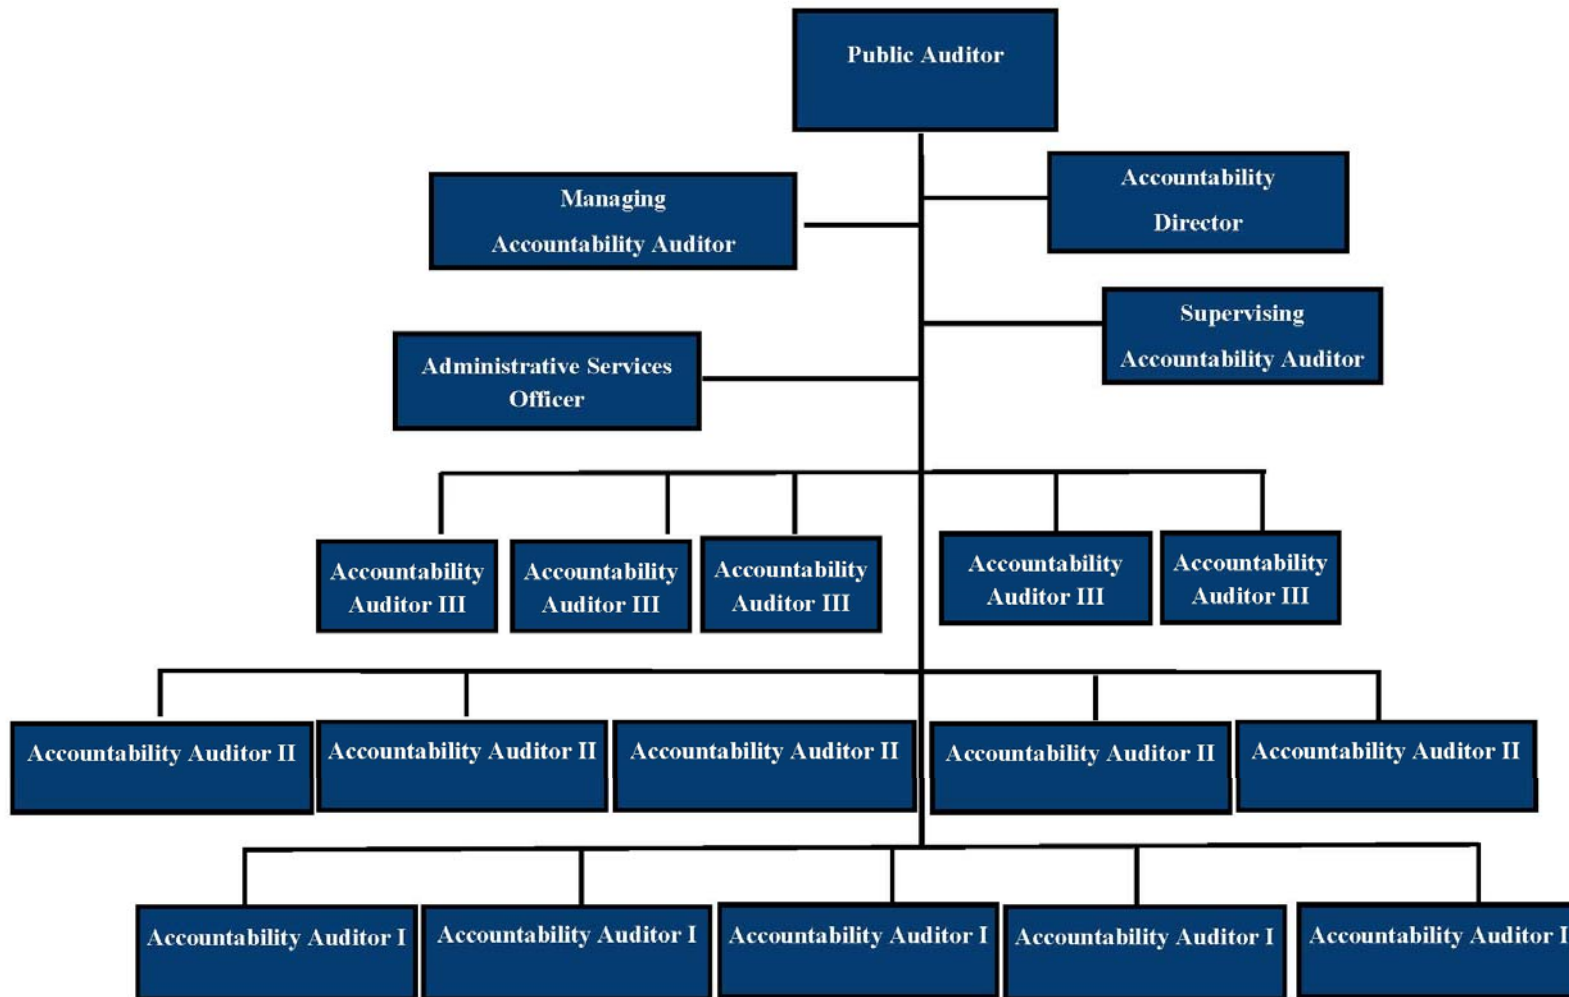 Public Auditor
Managing
Accountability Auditor
Accountability
Director
Supervising
Accountability Auditor
Administrative Services
Officer
Accountability
Auditor III
Accountability
Auditor III
Accountability
Auditor III
Accountability
Auditor III
Accountability
Auditor III
Accountability Auditor II
Accountability Auditor II
Accountability Auditor II
Accountability Auditor II
Accountability Auditor II
Accountability Auditor I
Accountability Auditor I
Accountability Auditor I
Accountability Auditor I
Accountability Auditor I